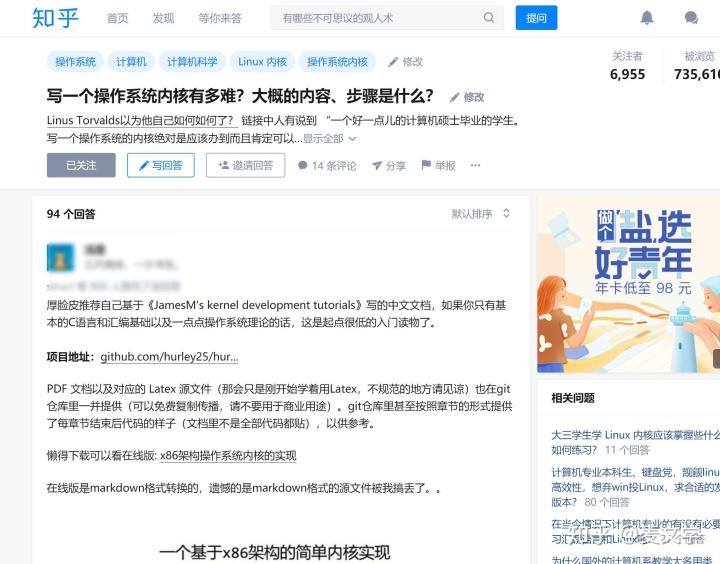 知乎
首页 发现 等你来答
有哪些不可思议的观人术
提问
操作系统 计算机 计算机科学 Linux 内核 操作系统内核 修改
关注者
6,955
被浏览
735,610
写一个操作系统内核有多难？大概的内容、步骤是什么？ 修改
Linus Torvalds以为他自己如何如何了？ 链接中人有说到 “一个好一点儿的计算机硕士毕业的学生。
写一个操作系统的内核绝对是应该办到而且肯定可以...显示全部
已关注 写回答 邀请回答 14 条评论 分享 举报 ···
94 个回答
默认排序
厚脸皮推荐自己基于《JamesM's kernel development tutorials》写的中文文档，如果你只有基
本的C语言和汇编基础以及一点点操作系统理论的话，这是起点很低的入门读物了。
项目地址：github.com/hurley25/hur...
PDF 文档以及对应的 Latex 源文件（那会只是刚开始学着用Latex，不规范的地方请见谅）也在git
仓库里一并提供（可以免费复制传播，请不要用于商业用途）。git仓库里甚至按照章节的形式提供
了每章节结束后代码的样子（文档里不是全部代码都贴），以供参考。
懒得下载可以看在线版: x86架构操作系统内核的实现
在线版是markdown格式转换的，遗憾的是markdown格式的源文件被我搞丢了。。
一个基于x86架构的简单内核实现
做个盐选
好青年
年卡低至 98 元
相关问题
大三学生学 Linux 内核应该掌握些什么
如何练习？ 11 个回答
计算机专业本科生、键盘党，觊觎linu
高效性，想弃win投Linux，求合适的发
版本？ 80 个回答
在当今情况下计算机专业的有没有必要
习汇
为什么国外的计算机系教学大多用类
知乎 @麦文学